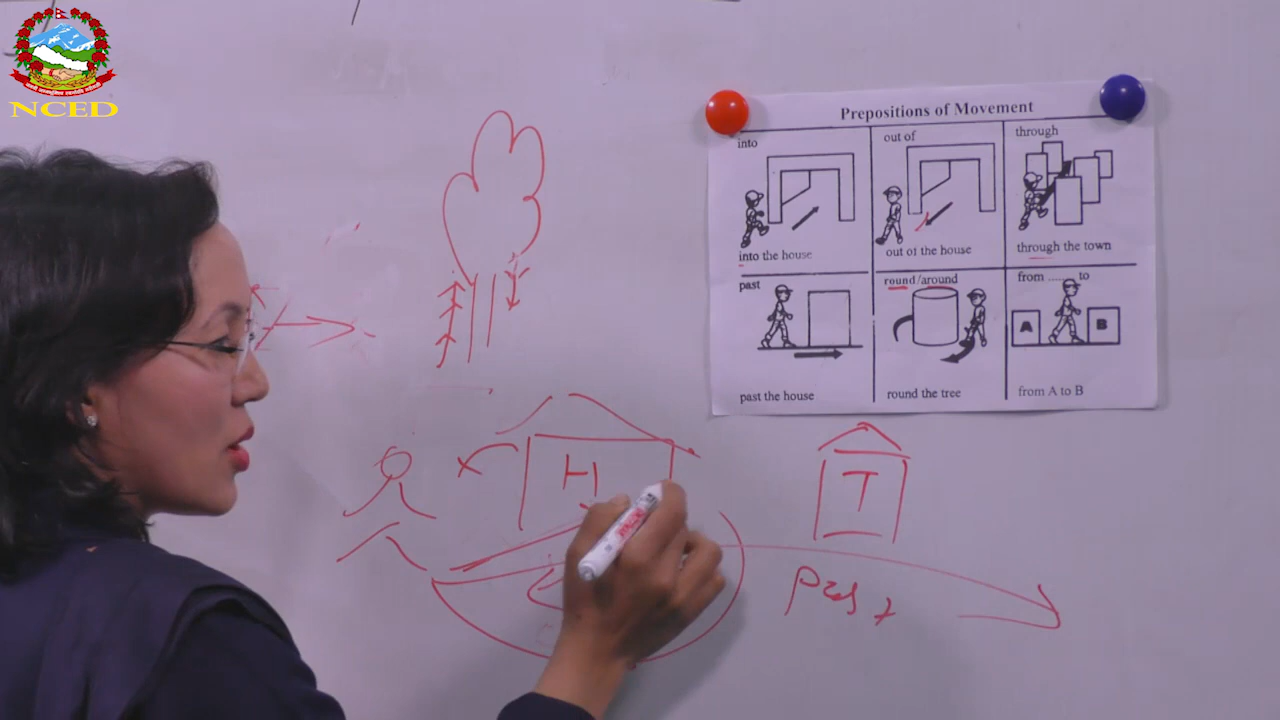 NCED
Prepositions of Movement
into
out of
through
into the house
out of the house
through the town
past
round/around
from ........ to
A
B
past the house
round the tree
from A to B
H
T
past